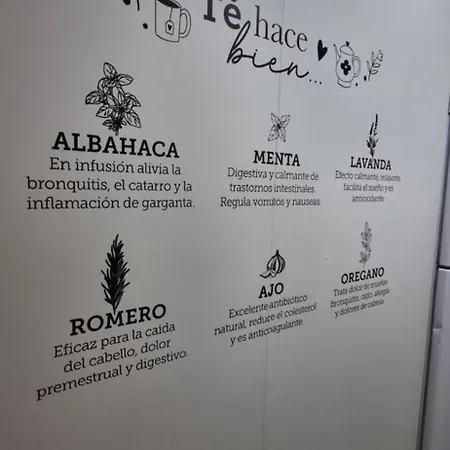 Té hace
bien...
ALBAHACA
En infusión alivia la
bronquitis, el catarro y la
inflamación de garganta.
MENTA
Digestiva y calmante de
trastornos intestinales.
Regula vomitos y nauseas.
LAVANDA
Efecto calmante, relajante,
facilita el sueño y es
antioxidante.
ROMERO
Eficaz para la caida
del cabello, dolor
premestrual y digestivo.
AJO
Excelente antibiótico
natural, reduce el colesterol
y es anticoagulante.
OREGANO
Trata dolor de muelas
bronquitis, oido, alergia
y dolores de cabeza.